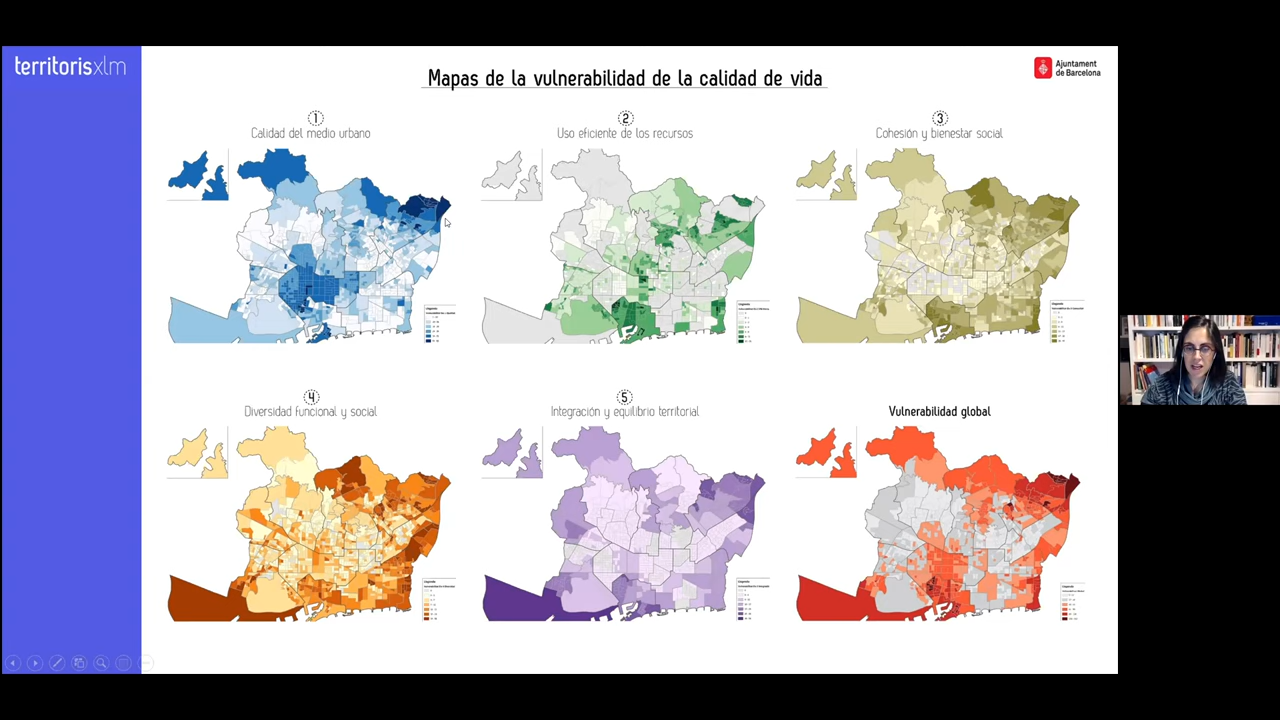 territorisxlm
Mapas de la vulnerabilidad de la calidad de vida
Ajuntament
de Barcelona
1
Calidad del medio urbano
2
Uso eficiente de los recursos
3
Cohesión y bienestar social
4
Diversidad funcional y social
5
Integración y equilibrio territorial
Vulnerabilidad global